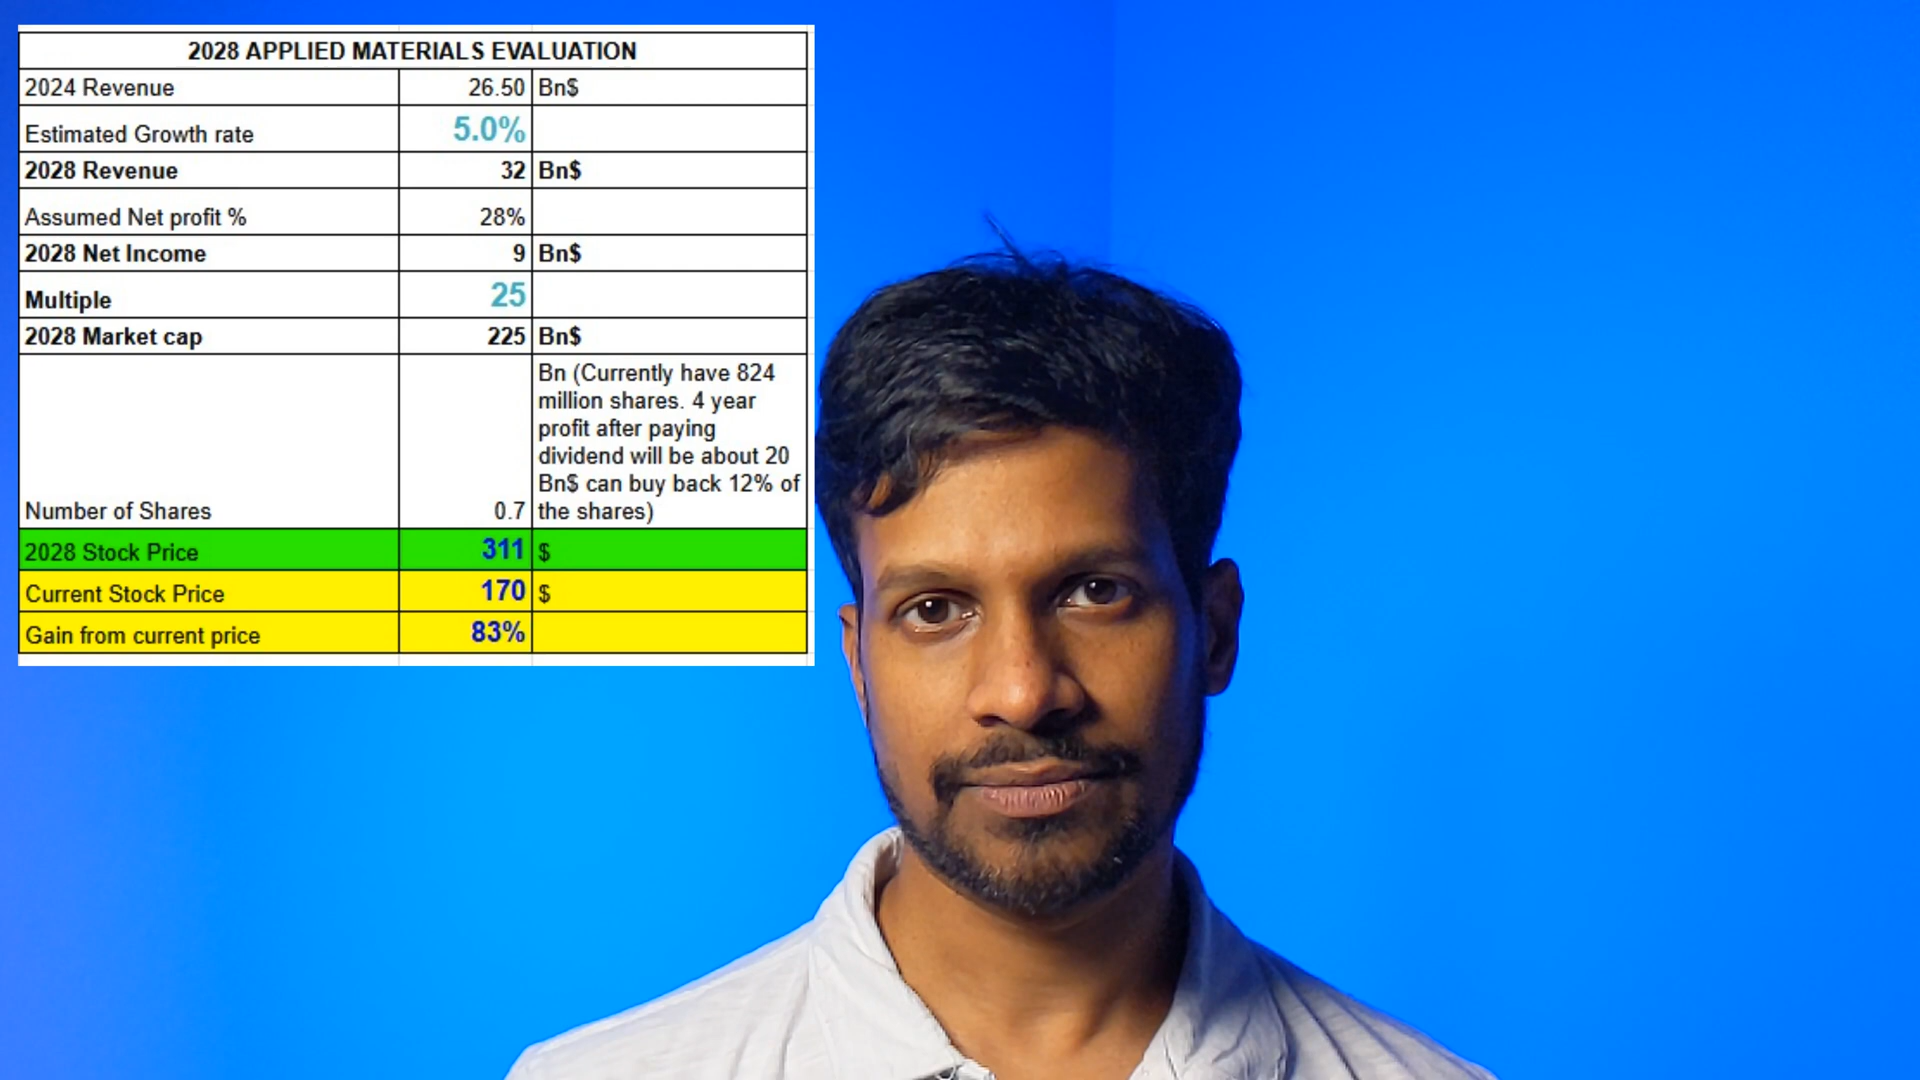 2028 APPLIED MATERIALS EVALUATION
2024 Revenue 26.50 Bn$
Estimated Growth rate 5.0%
2028 Revenue 32 Bn$
Assumed Net profit % 28%
2028 Net Income 9 Bn$
Multiple 25
2028 Market cap 225 Bn$
Bn (Currently have 824
million shares. 4 year
profit after paying
dividend will be about 20
Bn$ can buy back 12% of
Number of Shares 0.7 the shares)
2028 Stock Price 311 $
Current Stock Price 170 $
Gain from current price 83%